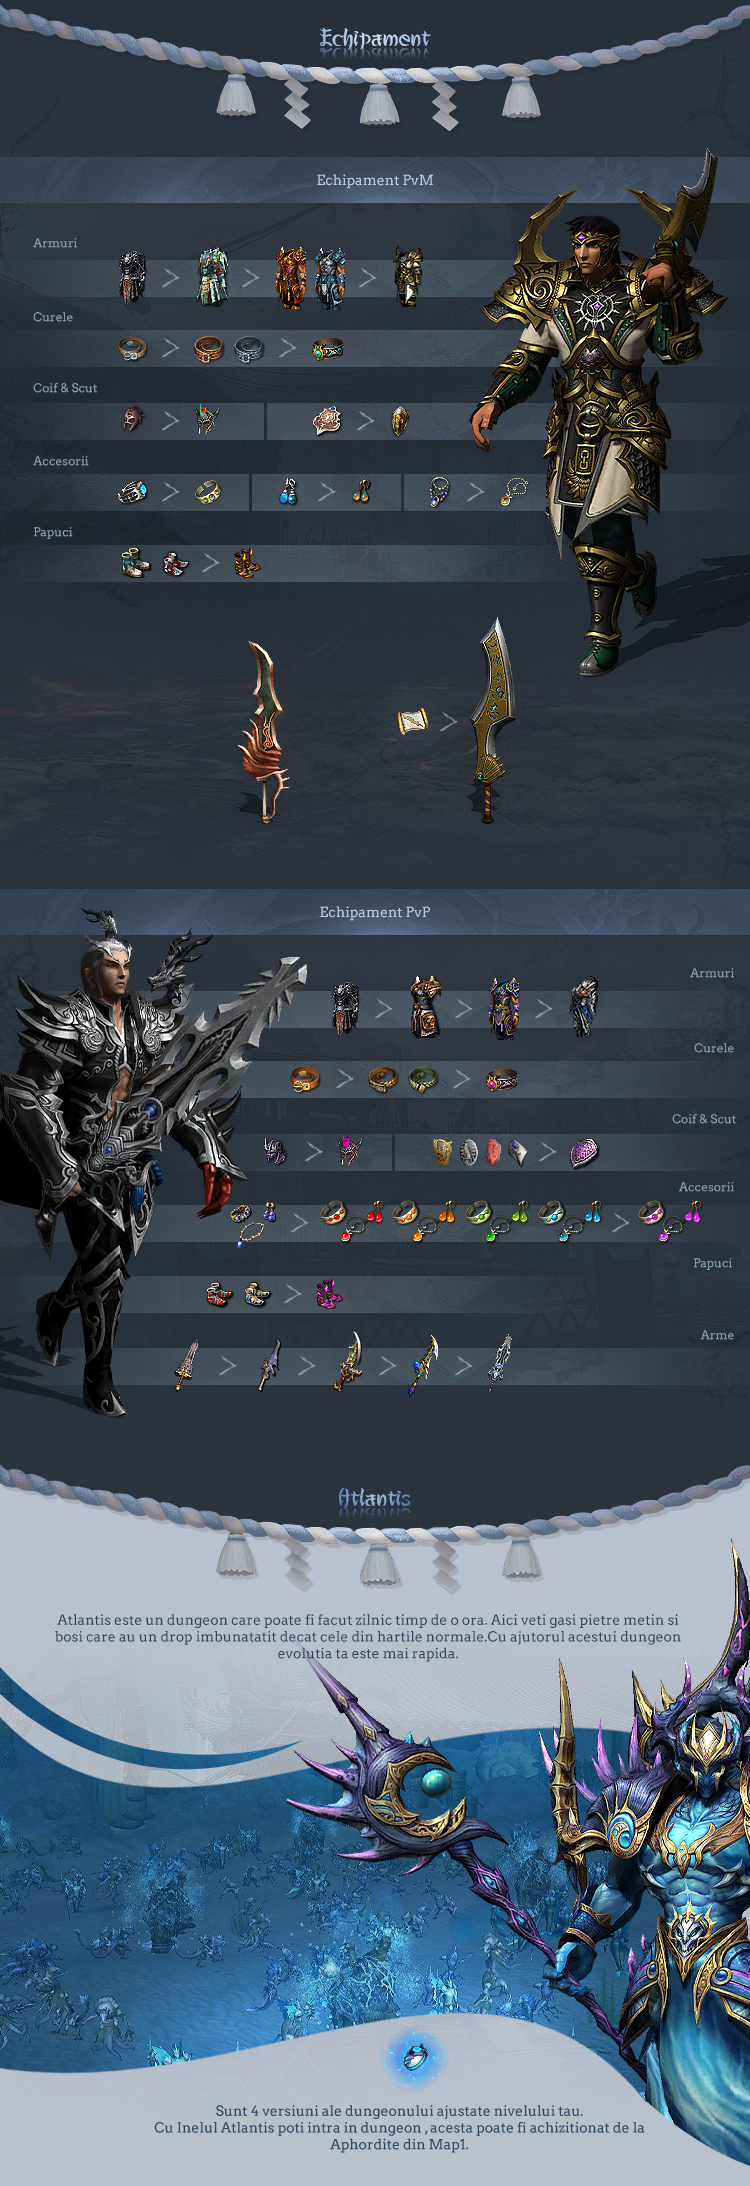 Echipament
Echipament PvM
Armuri
Curele
Coif & Scut
Accesorii
Papuci
Echipament PvP
Armuri
Curele
Coif & Scut
Accesorii
Papuci
Arme
Atlantis
Atlantis este un dungeon care poate fi facut zilnic timp de o ora. Aici veti gasi pietre metin si
bosi care au un drop imbunatatit decat cele din hartile normale.Cu ajutorul acestui dungeon
evolutia ta este mai rapida.
Sunt 4 versiuni ale dungeonului ajustate nivelului tau.
Cu Inelul Atlantis poti intra in dungeon ,acesta poate fi achizitionat de la
Aphordite din Map1.